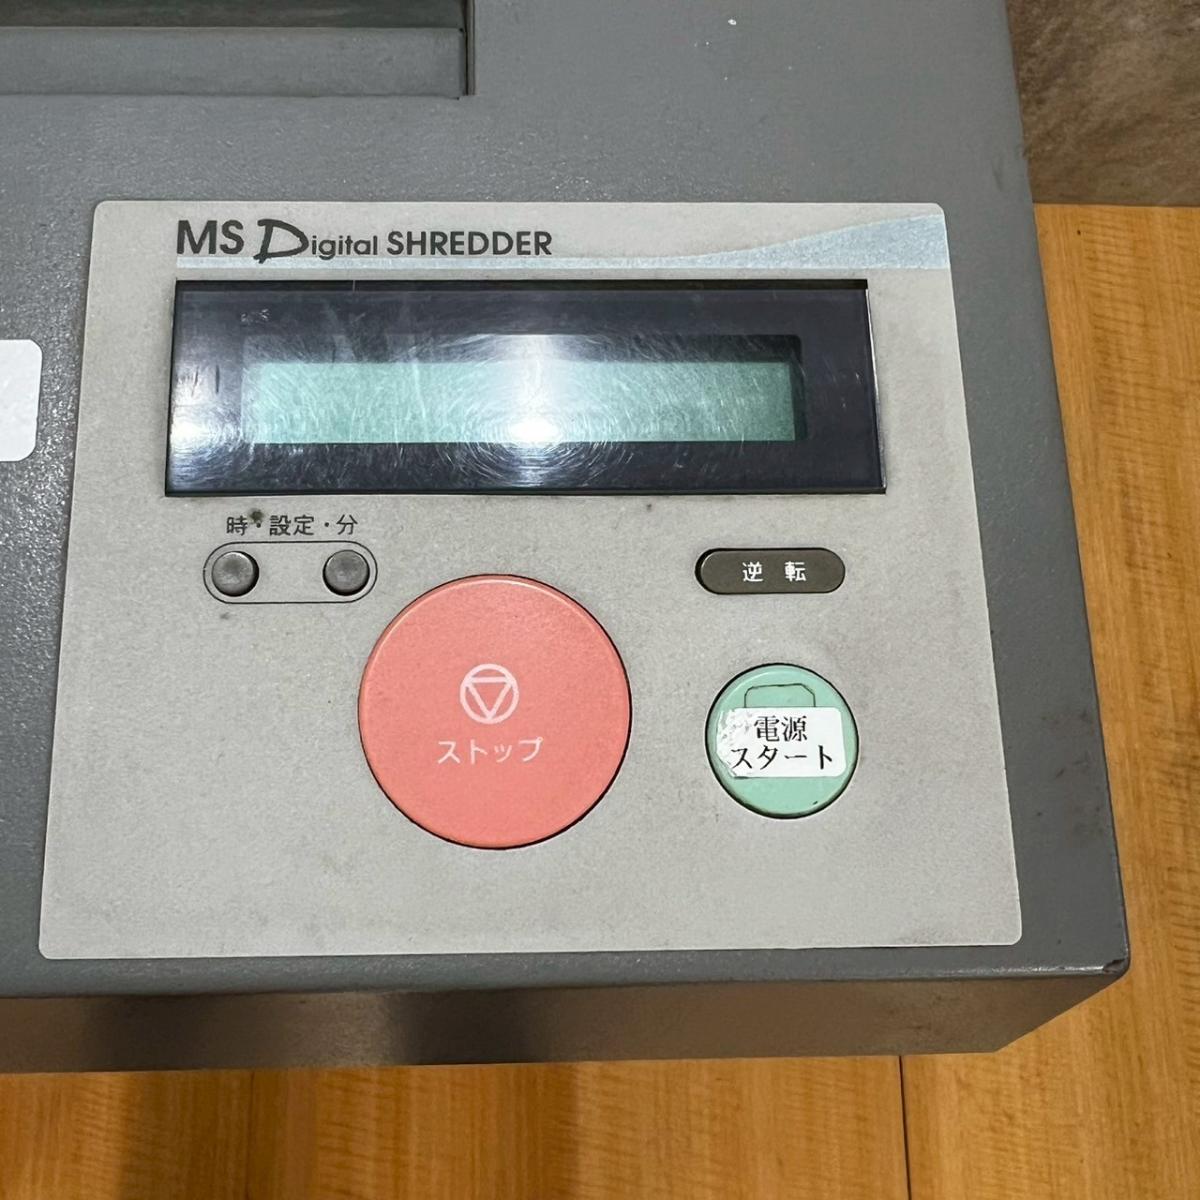 MS Digital SHREDDER
時・設定・分
逆転
ストップ
電源
スタート